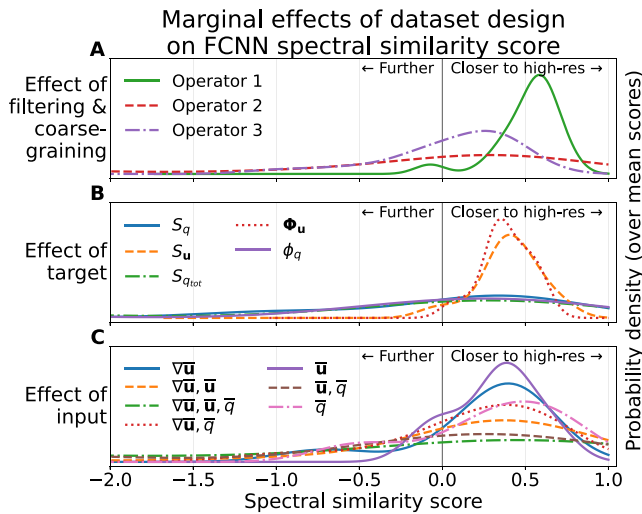 Marginal effects of dataset design
on FCNN spectral similarity score
A
Effect of
filtering &
coarse-
graining
Operator 1
Operator 2
Operator 3
← Further
Closer to high-res →
B
Effect of
target
S_q
S_𝐮
S_{q_{tot}}
𝚽_𝐮
ϕ_q
← Further
Closer to high-res →
C
Effect of
input
∇𝐮̅
∇𝐮̅, 𝐮̅
∇𝐮̅, 𝐮̅, q̅
∇𝐮̅, q̅
𝐮̅
𝐮̅, q̅
q̅
← Further
Closer to high-res →
−2.0 −1.5 −1.0 −0.5 0.0 0.5 1.0
Spectral similarity score
Probability density (over mean scores)